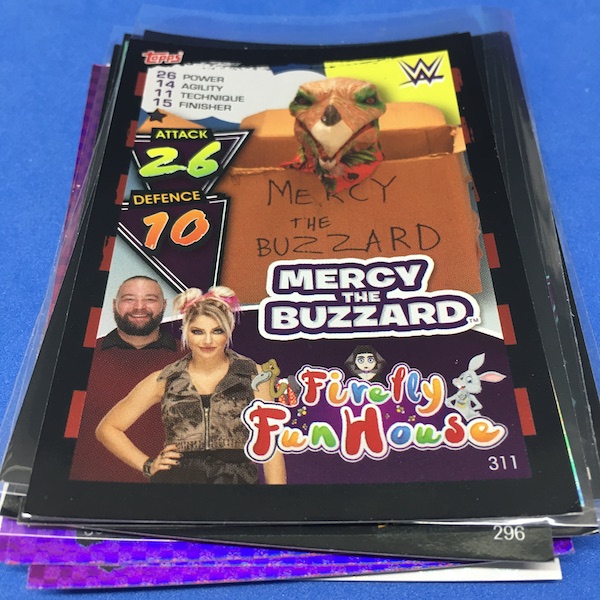 Topps
W
26 POWER
14 AGILITY
11 TECHNIQUE
15 FINISHER
ATTACK
26
DEFENCE
10
MERCY
THE
BUZZARD
MERCY
THE
BUZZARD™
Firefly
Fun House
311
296